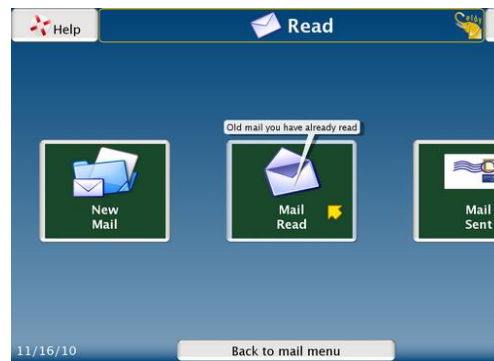 Help
Read
Old mail you have already read
New
Mail
Mail
Read
Mail
Sent
11/16/10
Back to mail menu